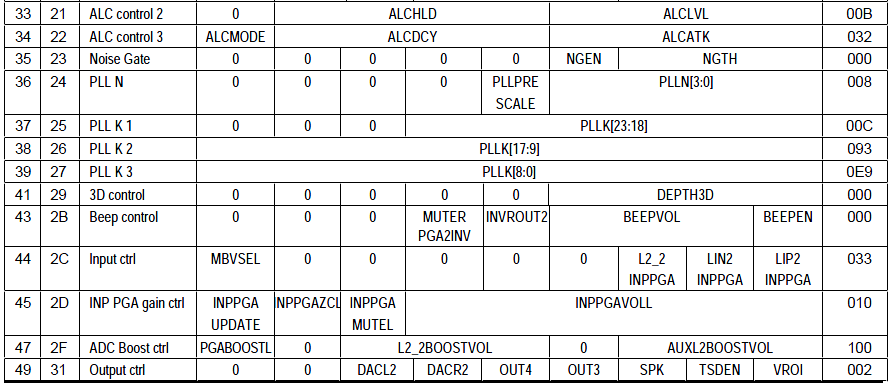 33 21 ALC control 2 0 ALCHLD ALCLVL 00B
34 22 ALC control 3 ALCMODE ALCDCY ALCATK 032
35 23 Noise Gate 0 0 0 0 0 NGEN NGTH 000
36 24 PLL N 0 0 0 0 PLLPRE PLLN[3:0] 008
SCALE
37 25 PLL K 1 0 0 0 PLLK[23:18] 00C
38 26 PLL K 2 PLLK[17:9] 093
39 27 PLL K 3 PLLK[8:0] 0E9
41 29 3D control 0 0 0 0 0 DEPTH3D 000
43 2B Beep control 0 0 0 MUTER INVROUT2 BEEPVOL BEEPEN 000
PGA2INV
44 2C Input ctrl MBVSEL 0 0 0 0 0 L2_2 LIN2 LIP2 033
INPPGA INPPGA INPPGA
45 2D INP PGA gain ctrl INPPGA NPPGAZCL INPPGA INPPGAVOLL 010
UPDATE MUTEL
47 2F ADC Boost ctrl PGABOOSTL 0 L2_2BOOSTVOL 0 AUXL2BOOSTVOL 100
49 31 Output ctrl 0 0 DACL2 DACR2 OUT4 OUT3 SPK TSDEN VROI 002